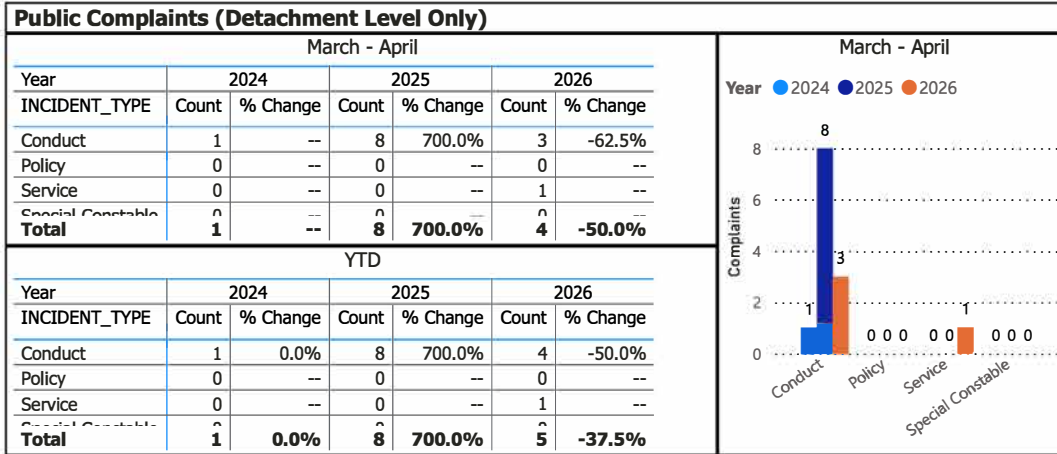 Public Complaints (Detachment Level Only)
March - April
Year 2024 2025 2026
INCIDENT_TYPE Count % Change Count % Change Count % Change
Conduct 1 -- 8 700.0% 3 -62.5%
Policy 0 -- 0 -- 0 --
Service 0 -- 0 -- 1 --
Special Constable 0 -- 0 -- 0 --
Total 1 -- 8 700.0% 4 -50.0%
YTD
Year 2024 2025 2026
INCIDENT_TYPE Count % Change Count % Change Count % Change
Conduct 1 0.0% 8 700.0% 4 -50.0%
Policy 0 -- 0 -- 0 --
Service 0 -- 0 -- 1 --
Total 1 0.0% 8 700.0% 5 -37.5%
March - April
Year 2024 2025 2026
8
8
6
4
3
2
1
1
0 0 0
0 0
0 0 0
0
Complaints
Conduct
Policy
Service
Special Constable